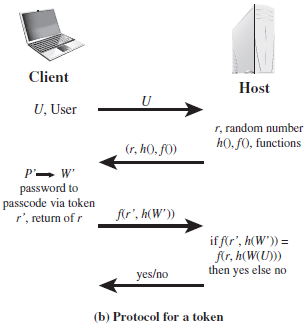 Client
Host
U, User
U
r, random number
h(), f(), functions
(r, h(), f())
P' → W'
password to
passcode via token
r', return of r
f(r', h(W'))
if f(r', h(W')) =
f(r, h(W(U)))
then yes else no
yes/no
(b) Protocol for a token